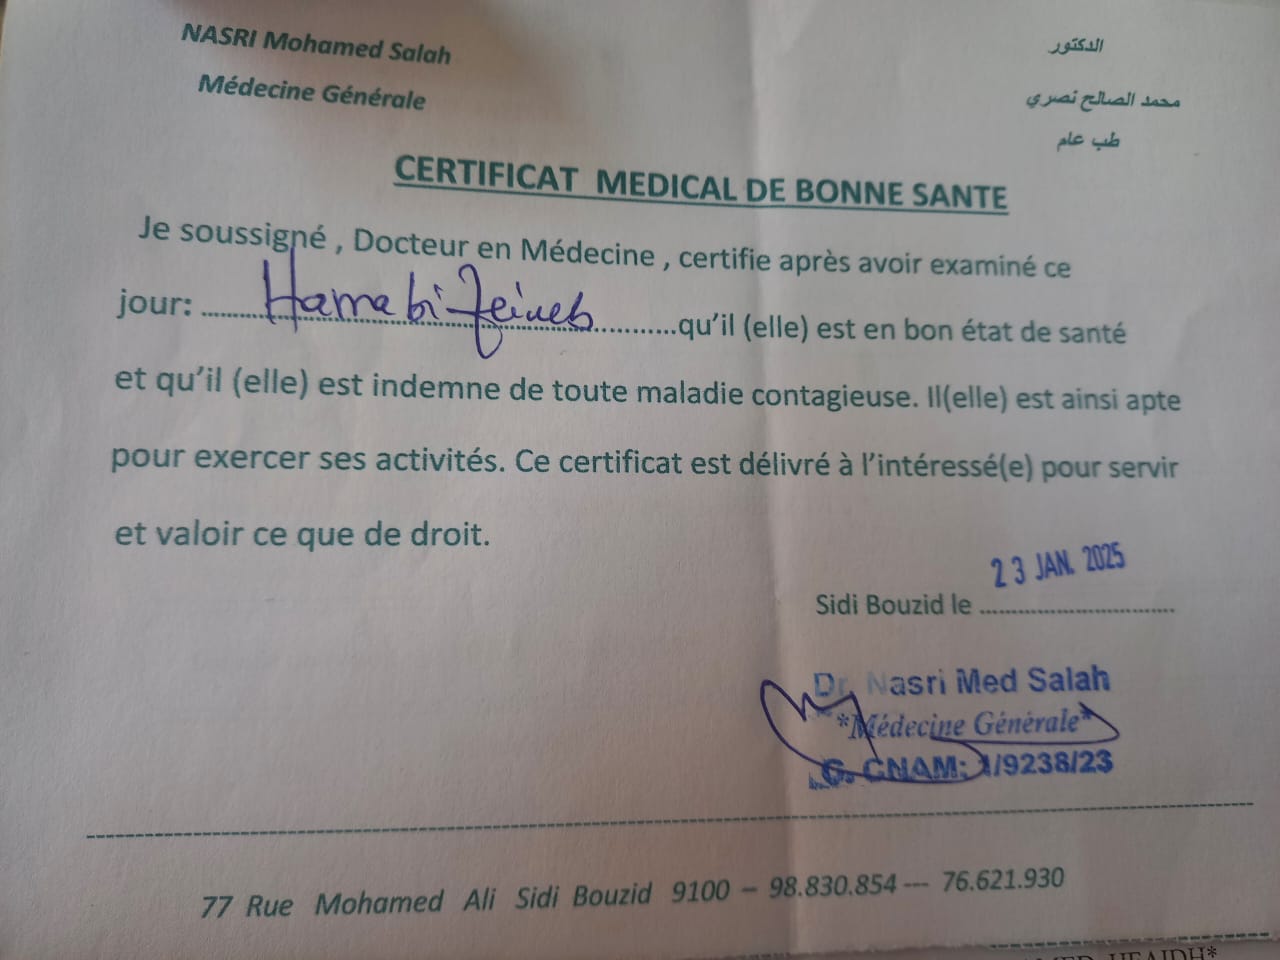 NASRI Mohamed Salah
Médecine Générale
الدكتور
محمد الصالح نصري
طب عام
CERTIFICAT MEDICAL DE BONNE SANTE
Je soussigné , Docteur en Médecine , certifie après avoir examiné ce
jour: Hamabi Zeineb qu'il (elle) est en bon état de santé
et qu'il (elle) est indemne de toute maladie contagieuse. Il(elle) est ainsi apte
pour exercer ses activités. Ce certificat est délivré à l'intéressé(e) pour servir
et valoir ce que de droit.
23 JAN. 2025
Sidi Bouzid le
Dr. Nasri Med Salah
*Médecine Générale*
C. CNAM: 1/9238/23
77 Rue Mohamed Ali Sidi Bouzid 9100 – 98.830.854 --- 76.621.930